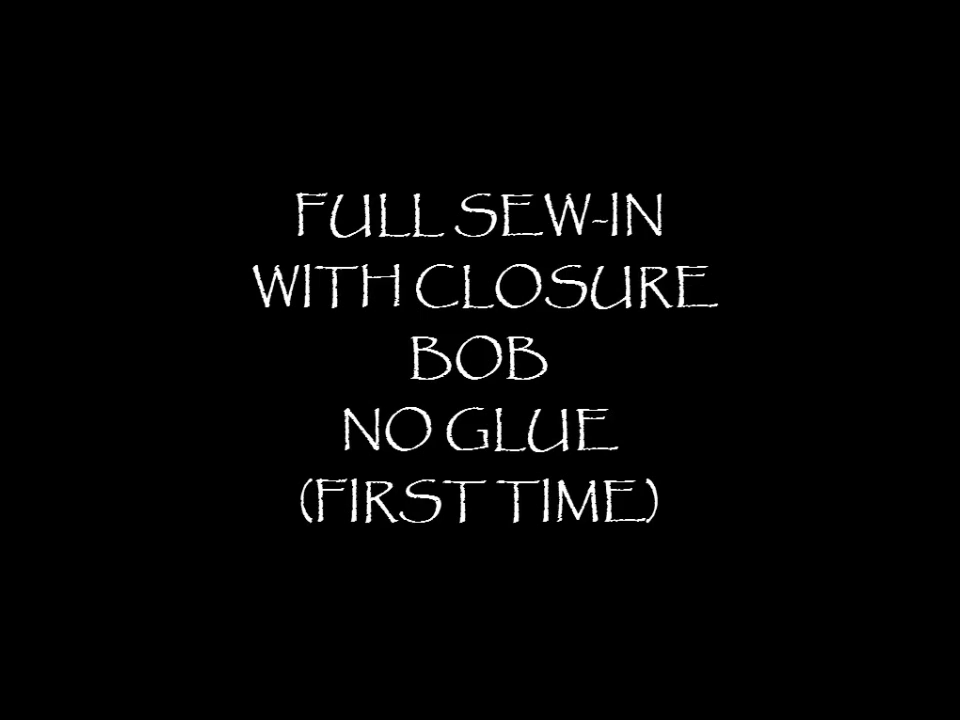 FULL SEW-IN
WITH CLOSURE
BOB
NO GLUE
(FIRST TIME)